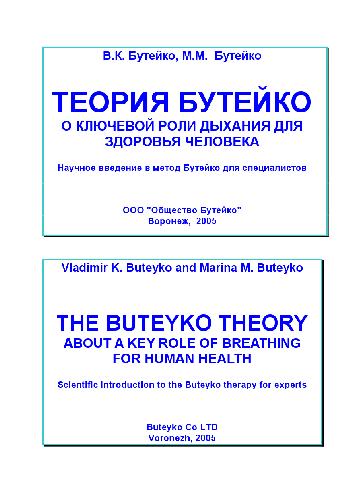 В.К. Бутейко, М.М. Бутейко
ТЕОРИЯ БУТЕЙКО
О КЛЮЧЕВОЙ РОЛИ ДЫХАНИЯ ДЛЯ
ЗДОРОВЬЯ ЧЕЛОВЕКА
Научное введение в метод Бутейко для специалистов
ООО "Общество Бутейко"
Воронеж, 2005
Vladimir K. Buteyko and Marina M. Buteyko
THE BUTEYKO THEORY
ABOUT A KEY ROLE OF BREATHING
FOR HUMAN HEALTH
Scientific introduction to the Buteyko therapy for experts
Buteyko Co LTD
Voronezh, 2005